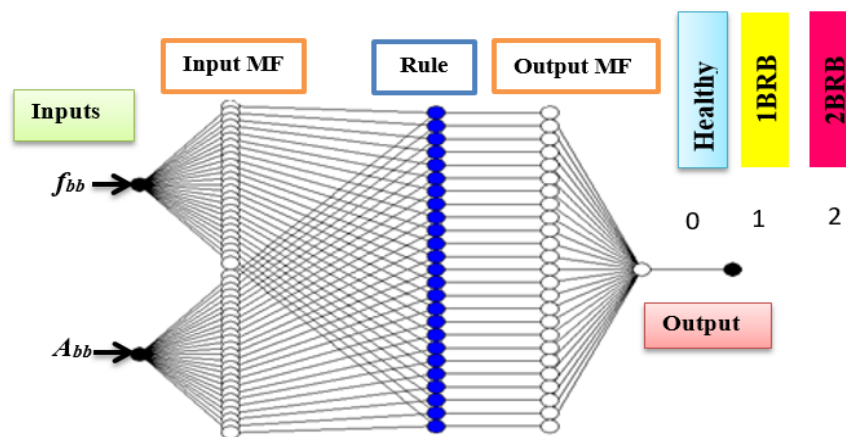 Input MF
Rule
Output MF
Healthy
1BRB
2BRB
Inputs
fbb
0
1
2
Output
Abb